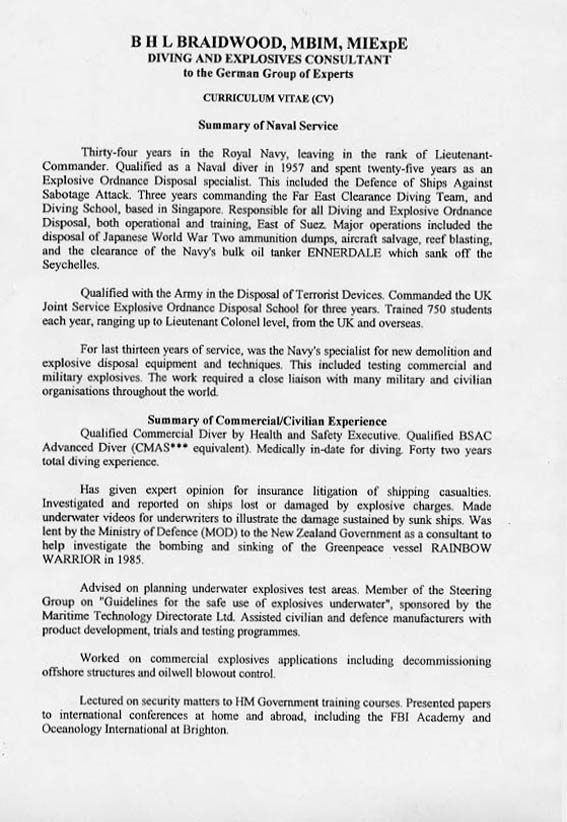 B H L BRAIDWOOD, MBIM, MIExpE
DIVING AND EXPLOSIVES CONSULTANT
to the German Group of Experts
CURRICULUM VITAE (CV)
Summary of Naval Service
Thirty-four years in the Royal Navy, leaving in the rank of Lieutenant-
Commander. Qualified as a Naval diver in 1957 and spent twenty-five years as an
Explosive Ordnance Disposal specialist. This included the Defence of Ships Against
Sabotage Attack. Three years commanding the Far East Clearance Diving Team, and
Diving School, based in Singapore. Responsible for all Diving and Explosive Ordnance
Disposal, both operational and training, East of Suez. Major operations included the
disposal of Japanese World War Two ammunition dumps, aircraft salvage, reef blasting,
and the clearance of the Navy's bulk oil tanker ENNERDALE which sank off the
Seychelles.
Qualified with the Army in the Disposal of Terrorist Devices. Commanded the UK
Joint Service Explosive Ordnance Disposal School for three years. Trained 750 students
each year, ranging up to Lieutenant Colonel level, from the UK and overseas.
For last thirteen years of service, was the Navy's specialist for new demolition and
explosive disposal equipment and techniques. This included testing commercial and
military explosives. The work required a close liaison with many military and civilian
organisations throughout the world.
Summary of Commercial/Civilian Experience
Qualified Commercial Diver by Health and Safety Executive. Qualified BSAC
Advanced Diver (CMAS*** equivalent). Medically in-date for diving. Forty two years
total diving experience.
Has given expert opinion for insurance litigation of shipping casualties.
Investigated and reported on ships lost or damaged by explosive charges. Made
underwater videos for underwriters to illustrate the damage sustained by sunk ships. Was
lent by the Ministry of Defence (MOD) to the New Zealand Government as a consultant to
help investigate the bombing and sinking of the Greenpeace vessel RAINBOW
WARRIOR in 1985.
Advised on planning underwater explosives test areas. Member of the Steering
Group on "Guidelines for the safe use of explosives underwater", sponsored by the
Maritime Technology Directorate Ltd. Assisted civilian and defence manufacturers with
product development, trials and testing programmes.
Worked on commercial explosives applications including decommissioning
offshore structures and oilwell blowout control.
Lectured on security matters to HM Government training courses. Presented papers
to international conferences at home and abroad, including the FBI Academy and
Oceanology International at Brighton.